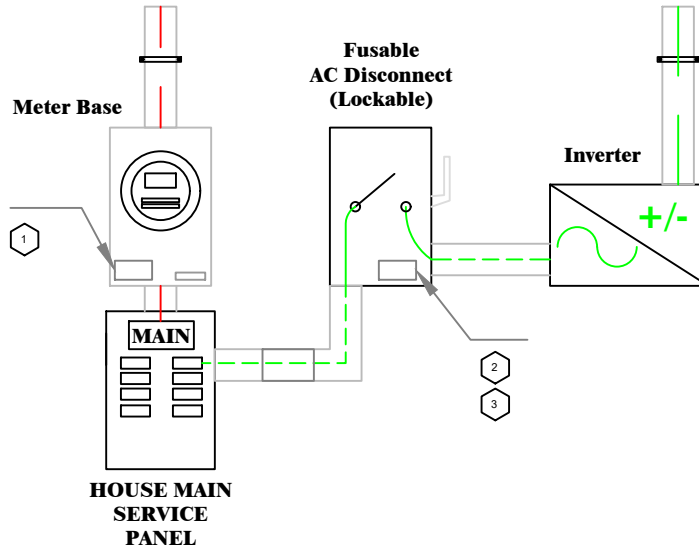 Fusable
AC Disconnect
(Lockable)
Meter Base
Inverter
1
+/-
MAIN
2
3
HOUSE MAIN
SERVICE
PANEL